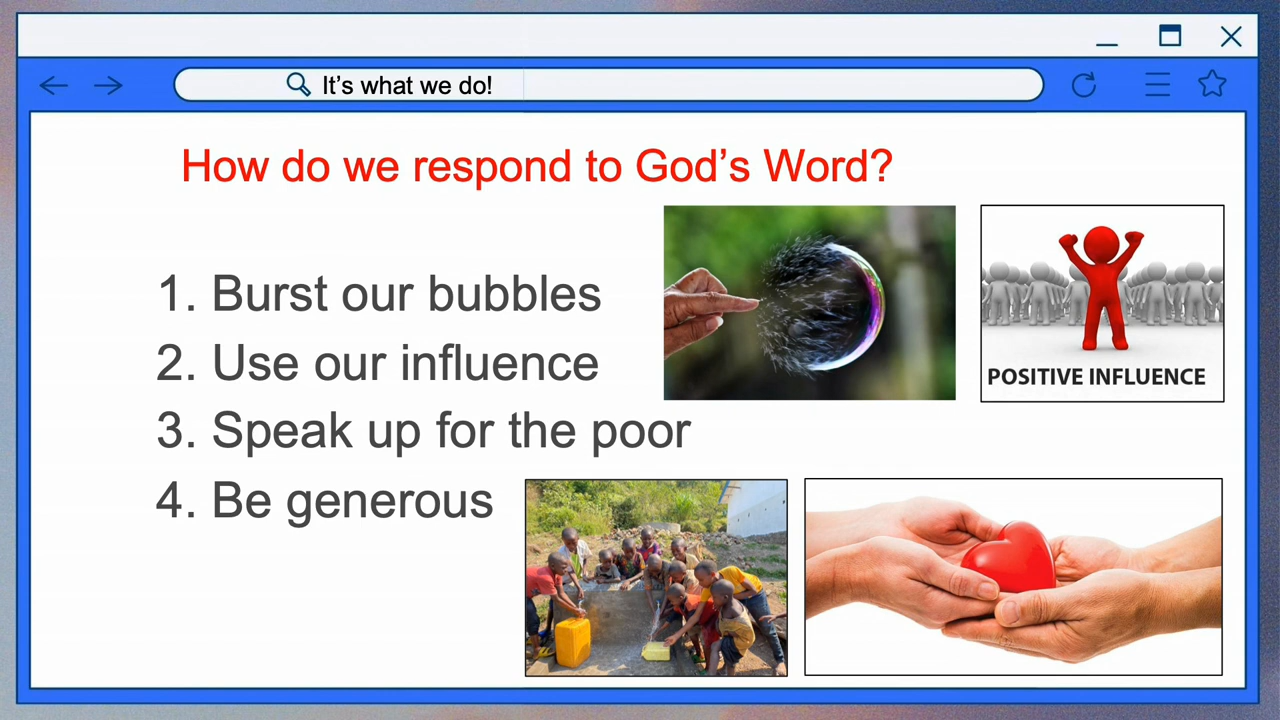 It’s what we do!
How do we respond to God’s Word?
1. Burst our bubbles
2. Use our influence
3. Speak up for the poor
4. Be generous
POSITIVE INFLUENCE